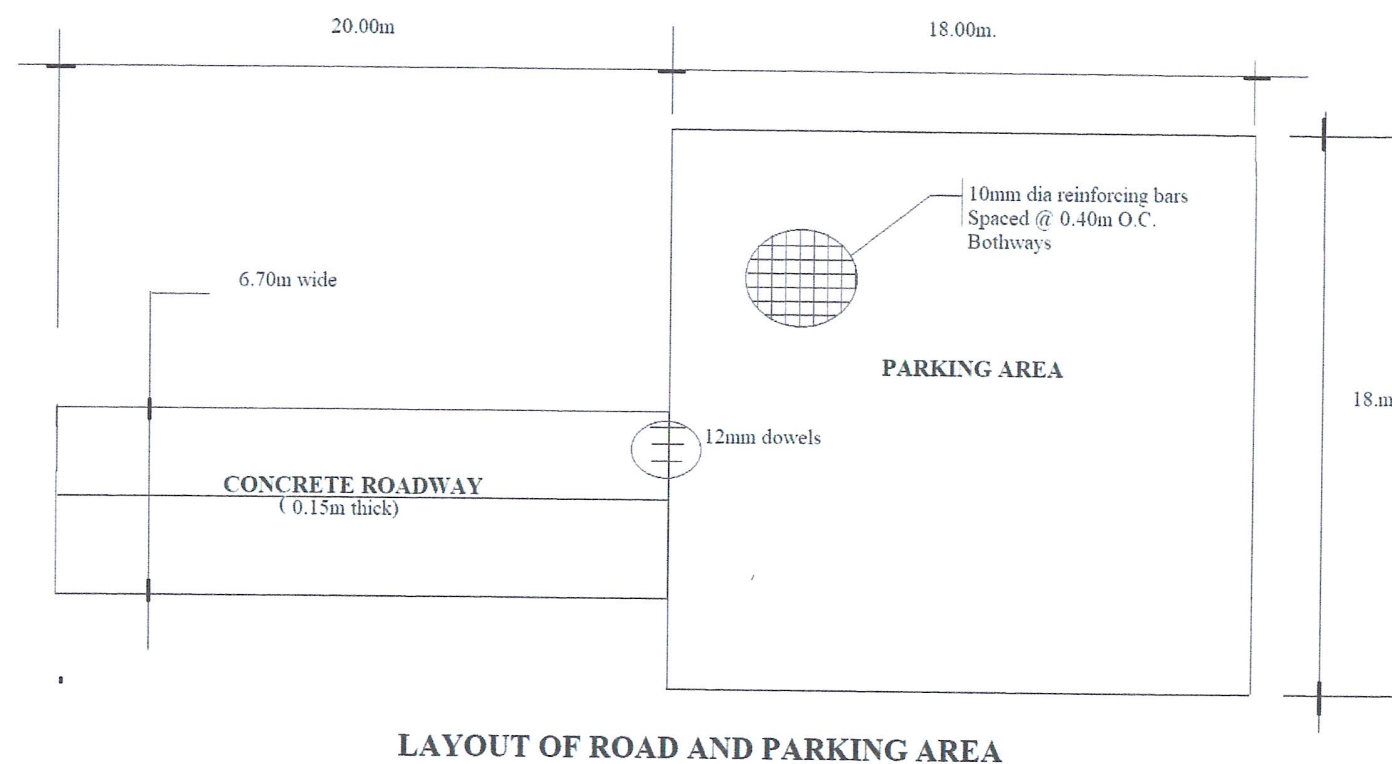 20.00m
18.00m.
10mm dia reinforcing bars
Spaced @ 0.40m O.C.
Bothways
6.70m wide
PARKING AREA
18.m
12mm dowels
CONCRETE ROADWAY
( 0.15m thick)
LAYOUT OF ROAD AND PARKING AREA